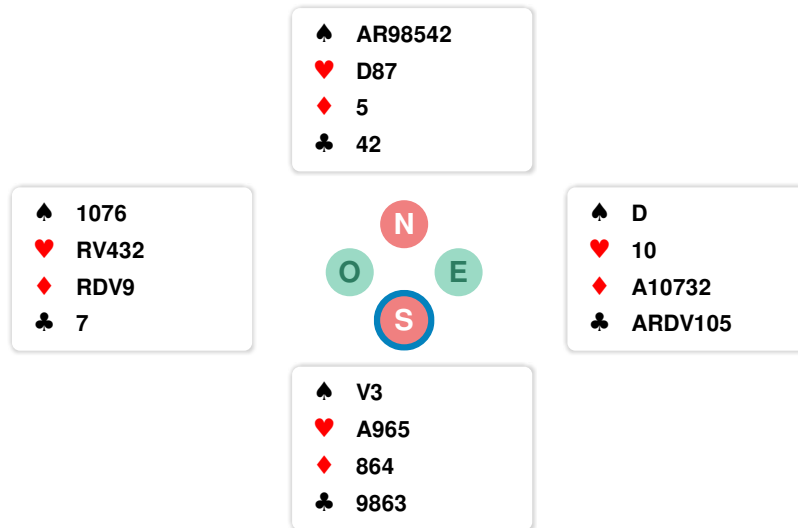 ♠ AR98542
♥ D87
♦ 5
♣ 42
♠ 1076
♥ RV432
♦ RDV9
♣ 7
N
O E
S
♠ D
♥ 10
♦ A10732
♣ ARDV105
♠ V3
♥ A965
♦ 864
♣ 9863